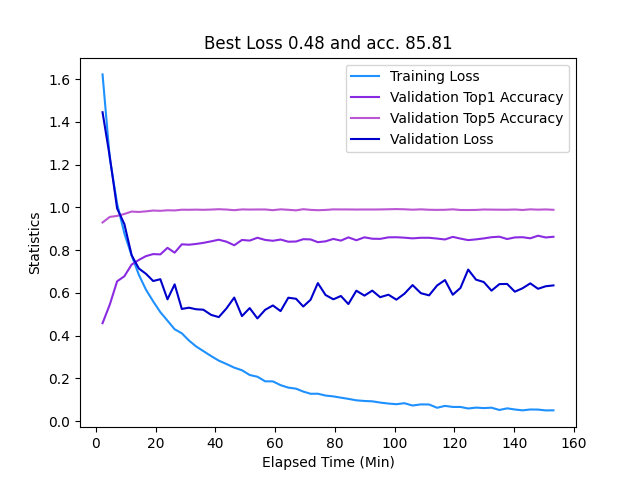 Best Loss 0.48 and acc. 85.81
Training Loss
Validation Top1 Accuracy
Validation Top5 Accuracy
Validation Loss
Statistics
1.6
1.4
1.2
1.0
0.8
0.6
0.4
0.2
0.0
0 20 40 60 80 100 120 140 160
Elapsed Time (Min)